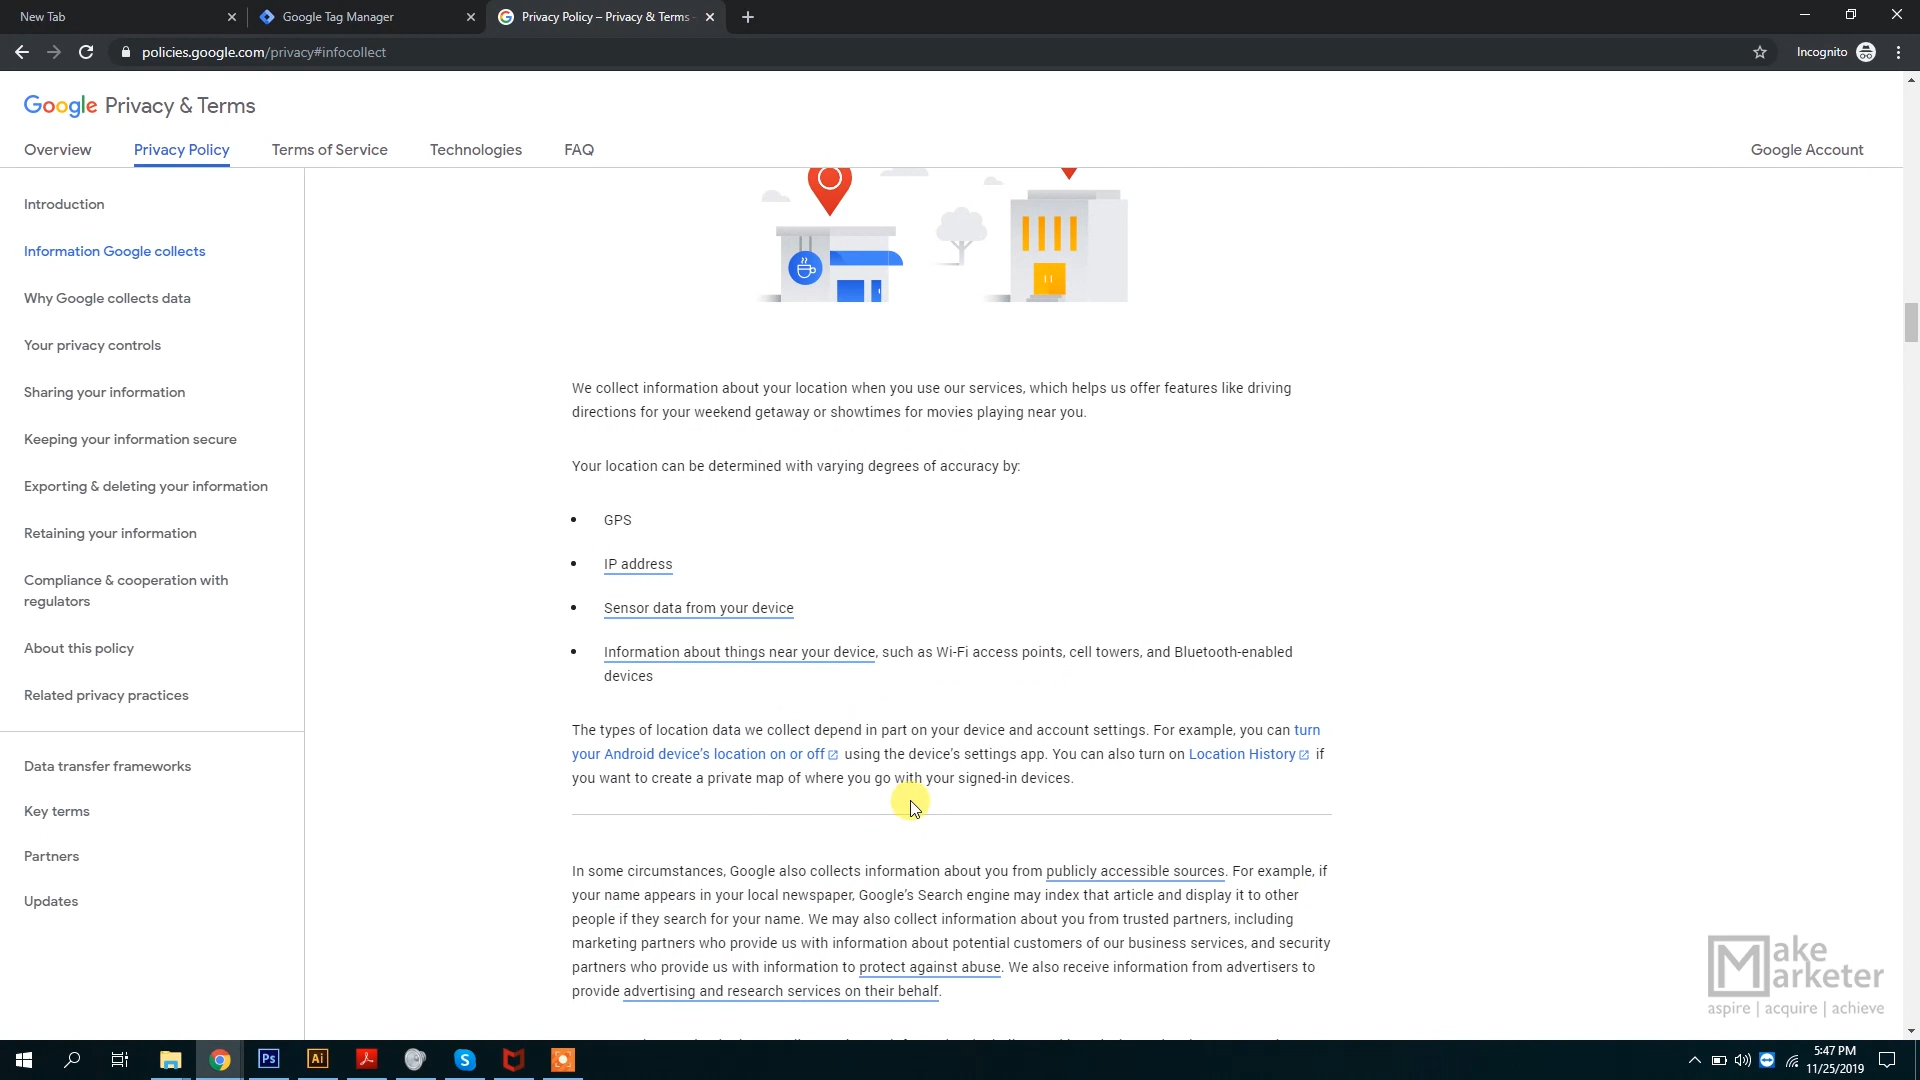 New Tab
Google Tag Manager
Privacy Policy – Privacy & Terms -
policies.google.com/privacy#infocollect
Incognito
Google Privacy & Terms
Overview
Privacy Policy
Terms of Service
Technologies
FAQ
Google Account
Introduction
Information Google collects
Why Google collects data
Your privacy controls
Sharing your information
Keeping your information secure
Exporting & deleting your information
Retaining your information
Compliance & cooperation with
regulators
About this policy
Related privacy practices
Data transfer frameworks
Key terms
Partners
Updates
We collect information about your location when you use our services, which helps us offer features like driving
directions for your weekend getaway or showtimes for movies playing near you.
Your location can be determined with varying degrees of accuracy by:
• GPS
• IP address
• Sensor data from your device
• Information about things near your device, such as Wi-Fi access points, cell towers, and Bluetooth-enabled
devices
The types of location data we collect depend in part on your device and account settings. For example, you can turn
your Android device's location on or off using the device's settings app. You can also turn on Location History if
you want to create a private map of where you go with your signed-in devices.
In some circumstances, Google also collects information about you from publicly accessible sources. For example, if
your name appears in your local newspaper, Google's Search engine may index that article and display it to other
people if they search for your name. We may also collect information about you from trusted partners, including
marketing partners who provide us with information about potential customers of our business services, and security
partners who provide us with information to protect against abuse. We also receive information from advertisers to
provide advertising and research services on their behalf.
Make
Marketer
aspire | acquire | achieve
Ps
Ai
S
5:47 PM
11/25/2019